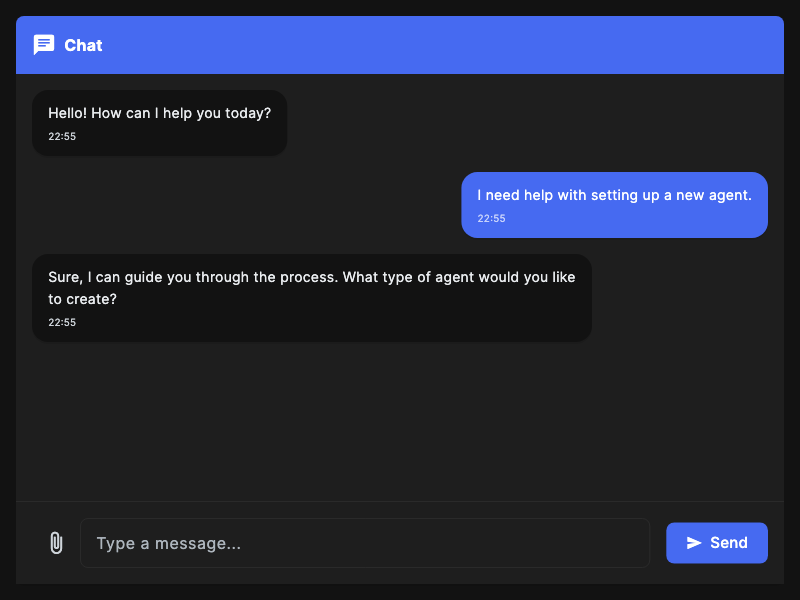 Chat
Hello! How can I help you today?
22:55
I need help with setting up a new agent.
22:55
Sure, I can guide you through the process. What type of agent would you like
to create?
22:55
Type a message...
Send